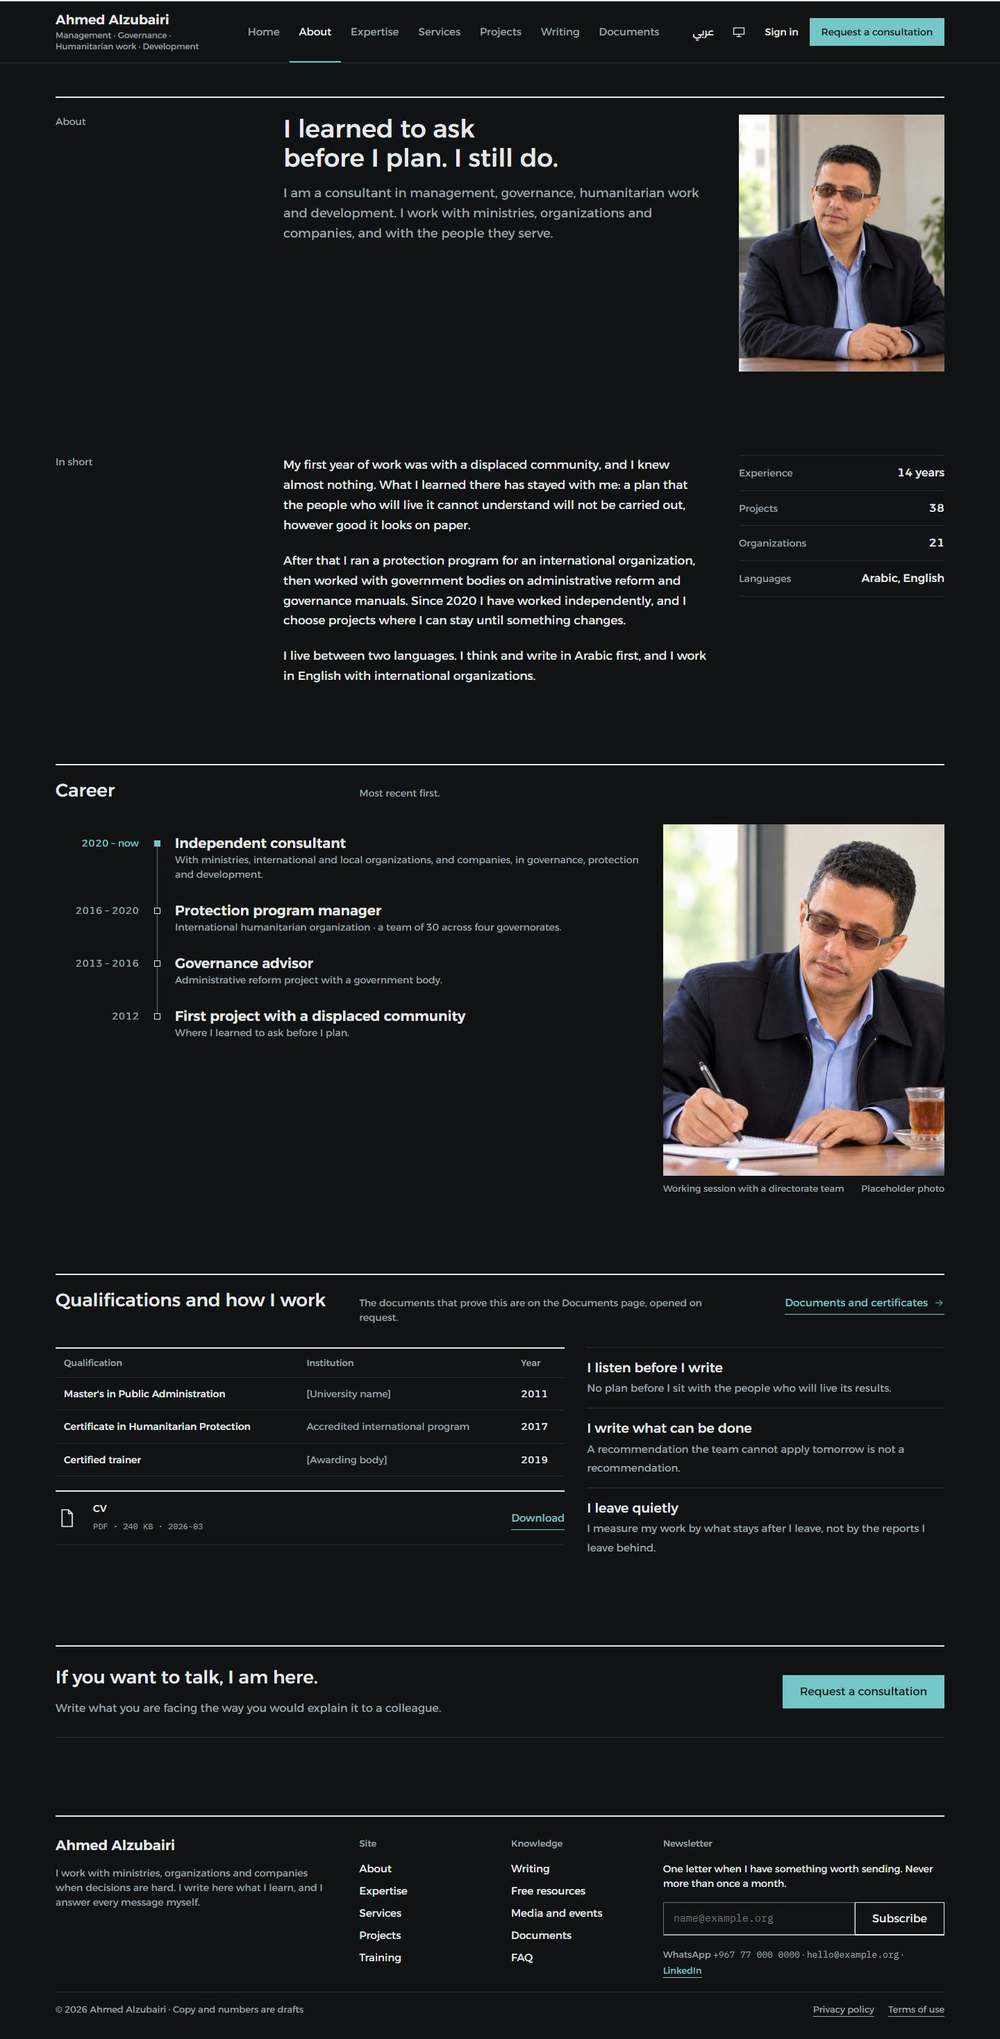 Ahmed Alzubairi
Management · Governance ·
Humanitarian work · Development
Home About Expertise Services Projects Writing Documents عربي Sign in Request a consultation
About
I learned to ask
before I plan. I still do.
I am a consultant in management, governance, humanitarian work
and development. I work with ministries, organizations and
companies, and with the people they serve.
In short
My first year of work was with a displaced community, and I knew
almost nothing. What I learned there has stayed with me: a plan that
the people who will live it cannot understand will not be carried out,
however good it looks on paper.
After that I ran a protection program for an international organization,
then worked with government bodies on administrative reform and
governance manuals. Since 2020 I have worked independently, and I
choose projects where I can stay until something changes.
I live between two languages. I think and write in Arabic first, and I work
in English with international organizations.
Experience 14 years
Projects 38
Organizations 21
Languages Arabic, English
Career
Most recent first.
2020 – now Independent consultant
With ministries, international and local organizations, and companies, in governance, protection
and development.
2016 – 2020 Protection program manager
International humanitarian organization · a team of 30 across four governorates.
2013 – 2016 Governance advisor
Administrative reform project with a government body.
2012 First project with a displaced community
Where I learned to ask before I plan.
Working session with a directorate team Placeholder photo
Qualifications and how I work
The documents that prove this are on the Documents page, opened on
request.
Documents and certificates →
Qualification Institution Year
Master's in Public Administration [University name] 2011
Certificate in Humanitarian Protection Accredited international program 2017
Certified trainer [Awarding body] 2019
CV
PDF · 240 KB · 2026-03
Download
I listen before I write
No plan before I sit with the people who will live its results.
I write what can be done
A recommendation the team cannot apply tomorrow is not a
recommendation.
I leave quietly
I measure my work by what stays after I leave, not by the reports I
leave behind.
If you want to talk, I am here.
Write what you are facing the way you would explain it to a colleague.
Request a consultation
Ahmed Alzubairi
I work with ministries, organizations and companies
when decisions are hard. I write here what I learn, and I
answer every message myself.
Site
About
Expertise
Services
Projects
Training
Knowledge
Writing
Free resources
Media and events
Documents
FAQ
Newsletter
One letter when I have something worth sending. Never
more than once a month.
name@example.org Subscribe
WhatsApp +967 77 000 0000 · hello@example.org ·
LinkedIn
© 2026 Ahmed Alzubairi · Copy and numbers are drafts
Privacy policy Terms of use